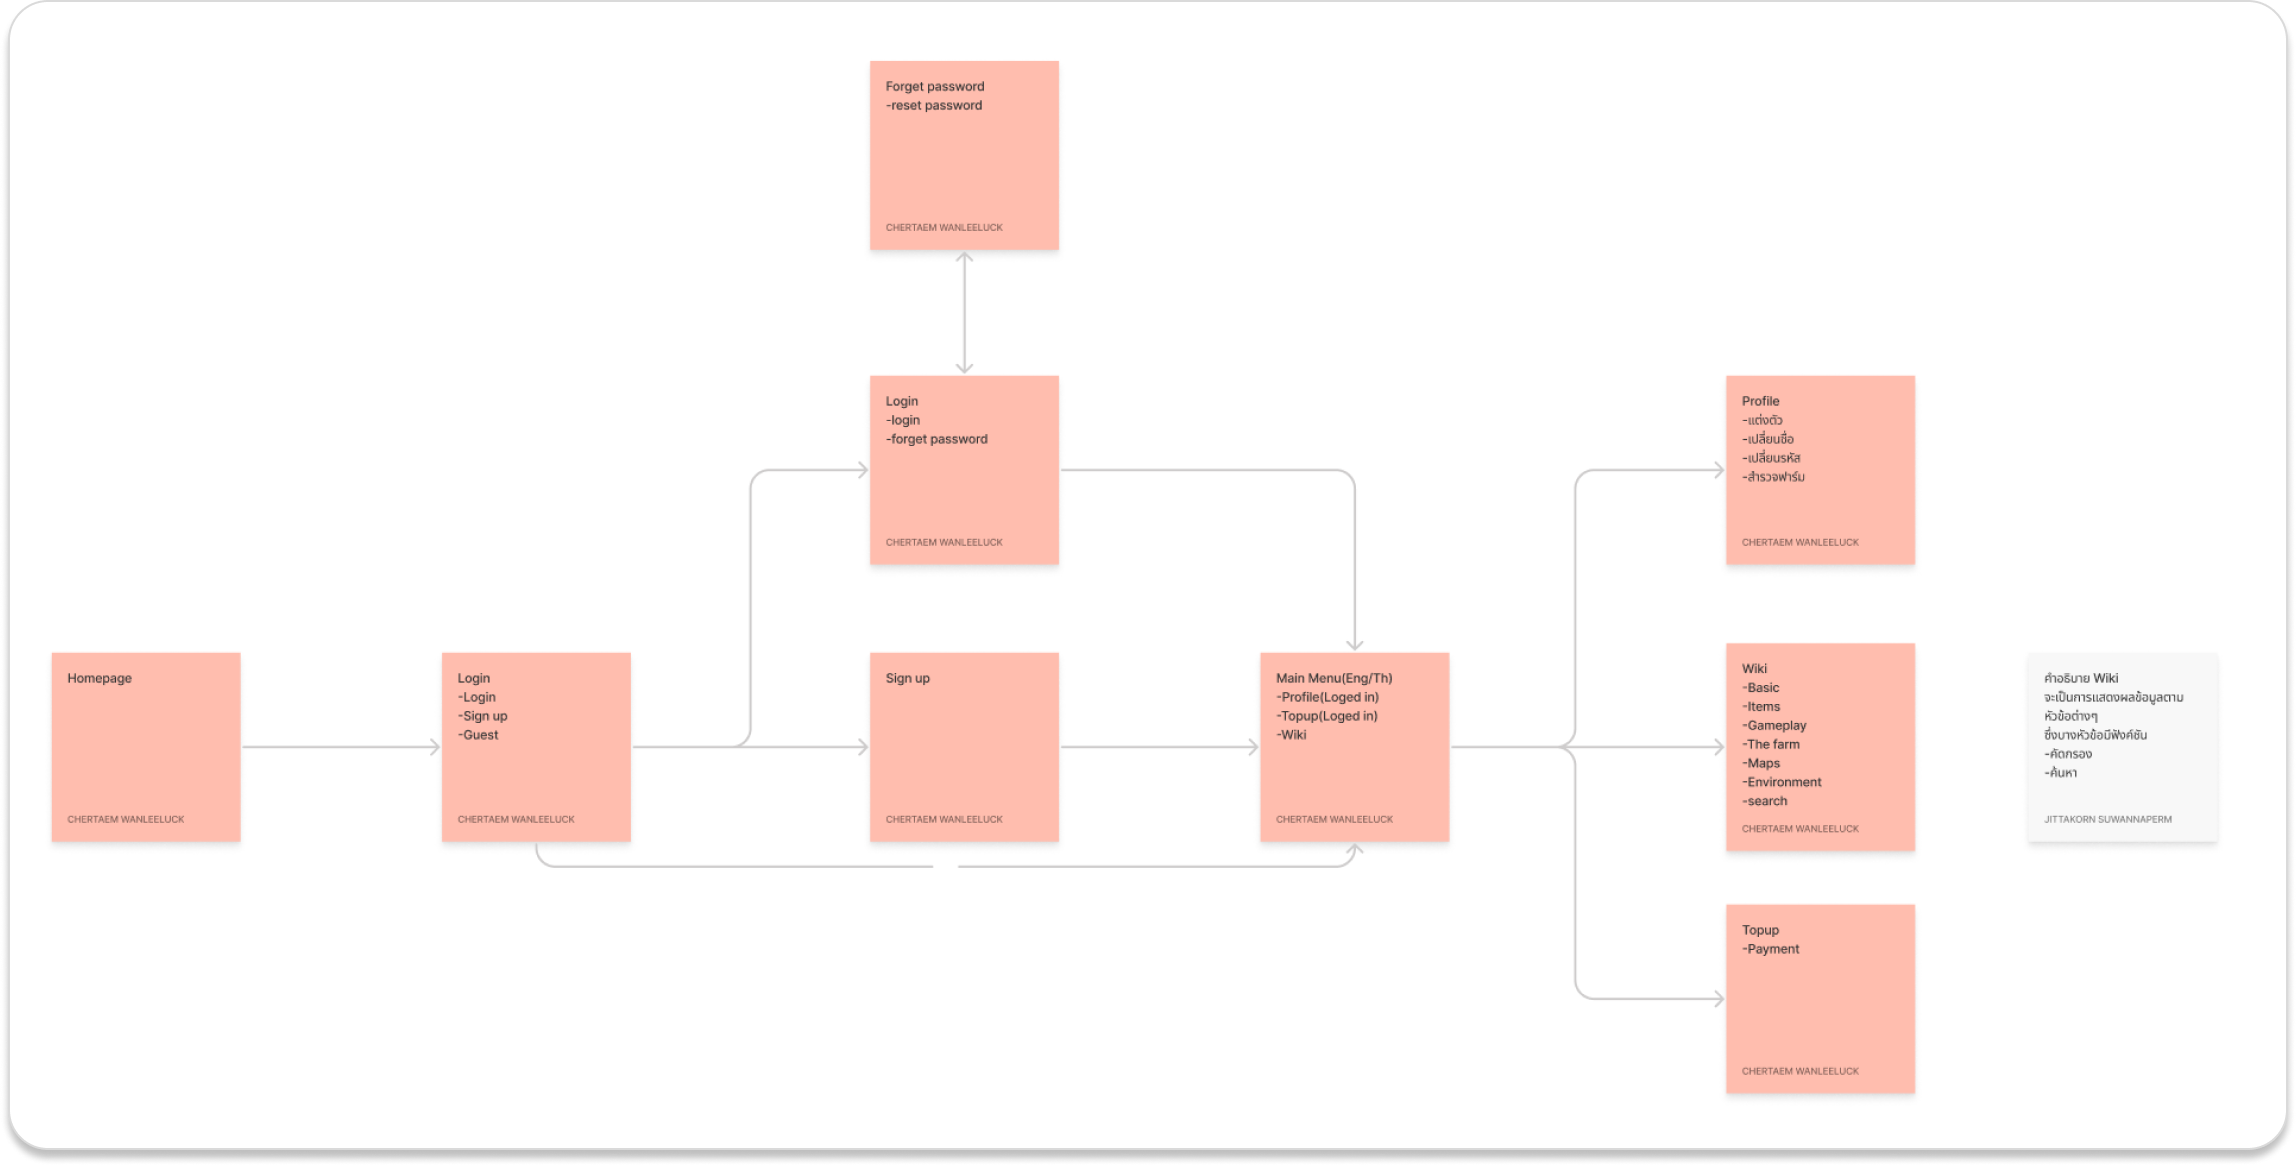 Forget password
-reset password
CHERTAEM WANLEELUCK
Login
-login
-forget password
CHERTAEM WANLEELUCK
Profile
-แต่งตัว
-เปลี่ยนชื่อ
-เปลี่ยนรหัส
-สำรวจฟาร์ม
CHERTAEM WANLEELUCK
Homepage
CHERTAEM WANLEELUCK
Login
-Login
-Sign up
-Guest
CHERTAEM WANLEELUCK
Sign up
CHERTAEM WANLEELUCK
Main Menu(Eng/Th)
-Profile(Loged in)
-Topup(Loged in)
-Wiki
CHERTAEM WANLEELUCK
Wiki
-Basic
-Items
-Gameplay
-The farm
-Maps
-Environment
-search
CHERTAEM WANLEELUCK
คำอธิบาย Wiki
จะเป็นการแสดงผลข้อมูลตาม
หัวข้อต่างๆ
ซึ่งบางหัวข้อมีฟังค์ชัน
-คัดกรอง
-ค้นหา
JITTAKORN SUWANNAPERM
Topup
-Payment
CHERTAEM WANLEELUCK